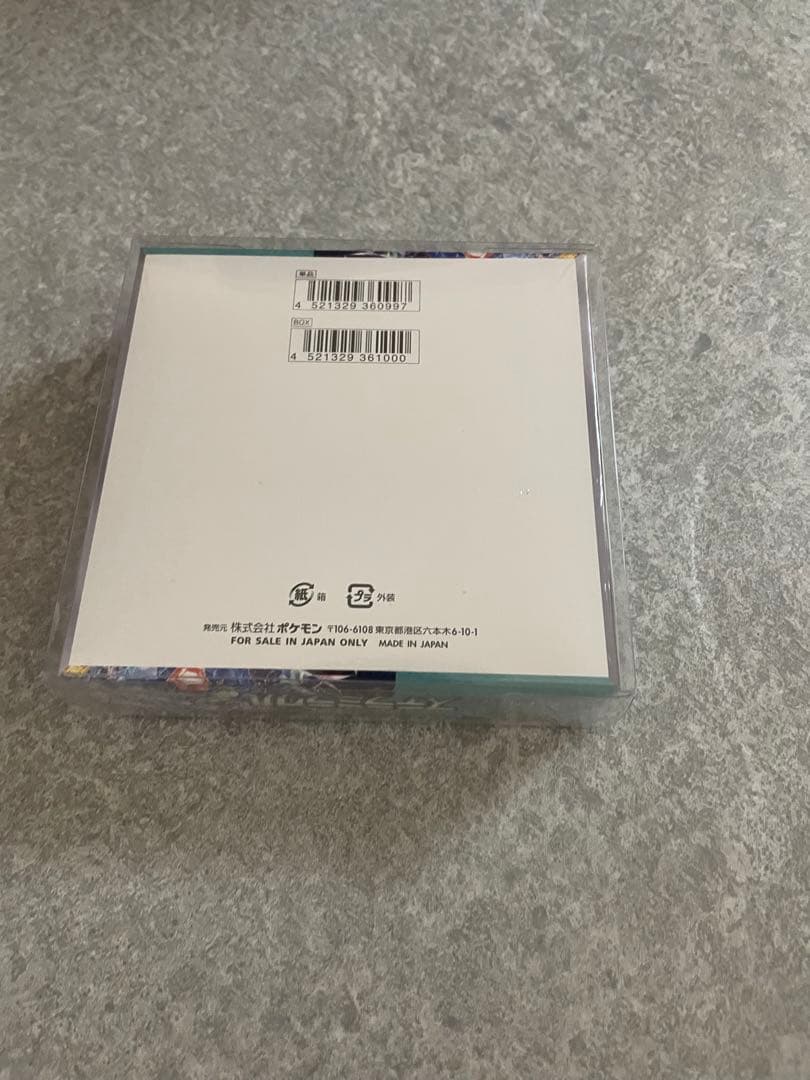 単品
4 521329 360997
BOX
4 521329 361000
紙 箱 プラ 外装
発売元 株式会社ポケモン 〒106-6108 東京都港区六本木6-10-1
FOR SALE IN JAPAN ONLY MADE IN JAPAN